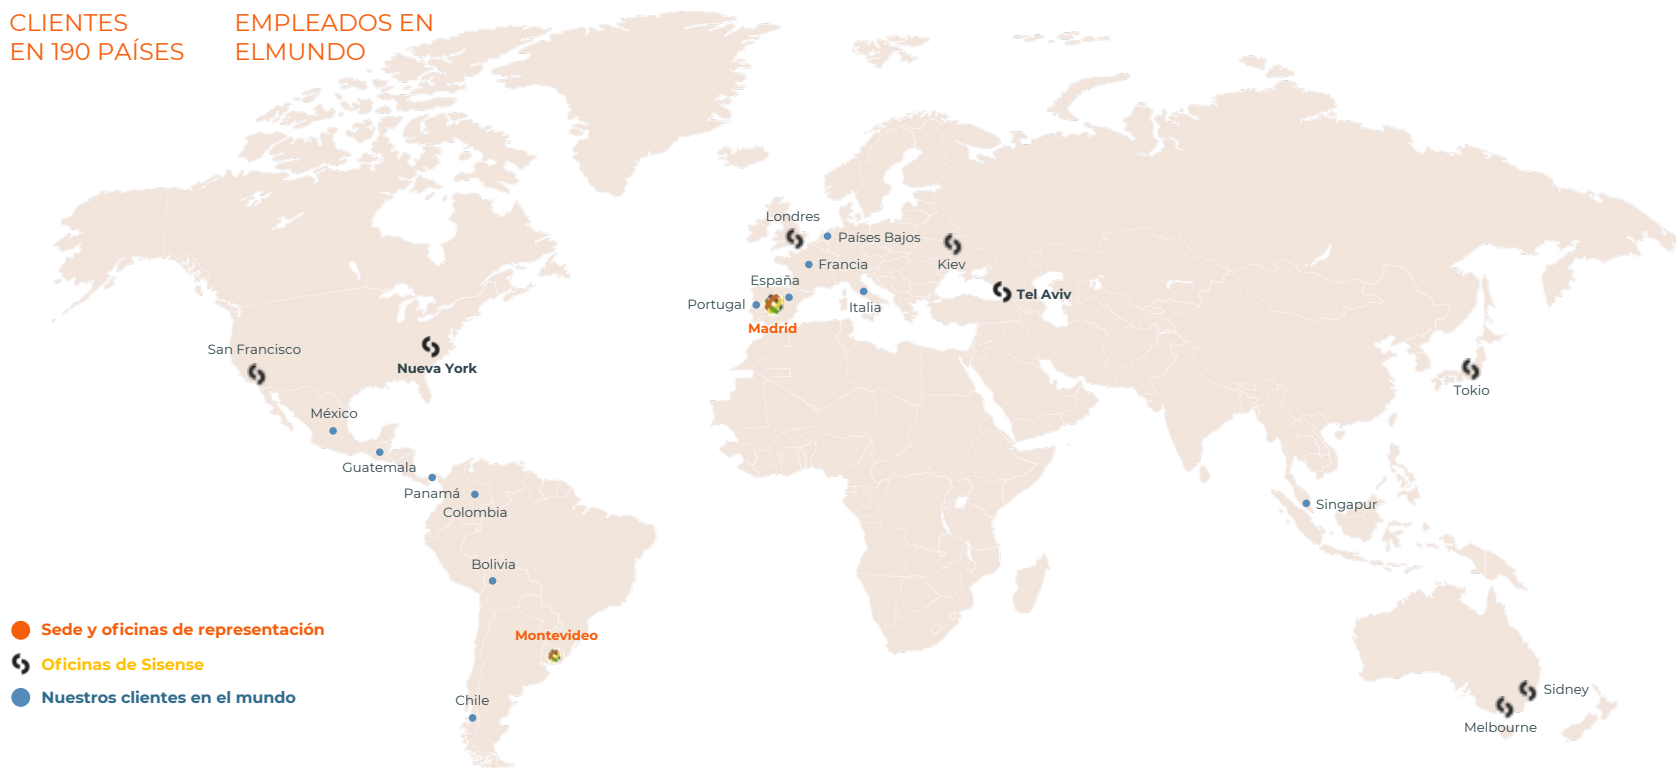 CLIENTES
EN 190 PAÍSES
EMPLEADOS EN
ELMUNDO
Londres
Países Bajos
Kiev
Francia
España
Tel Aviv
Portugal
Italia
Madrid
San Francisco
Nueva York
Tokio
México
Guatemala
Panamá
Colombia
Singapur
Bolivia
Sede y oficinas de representación
Montevideo
Oficinas de Sisense
Nuestros clientes en el mundo
Chile
Sidney
Melbourne